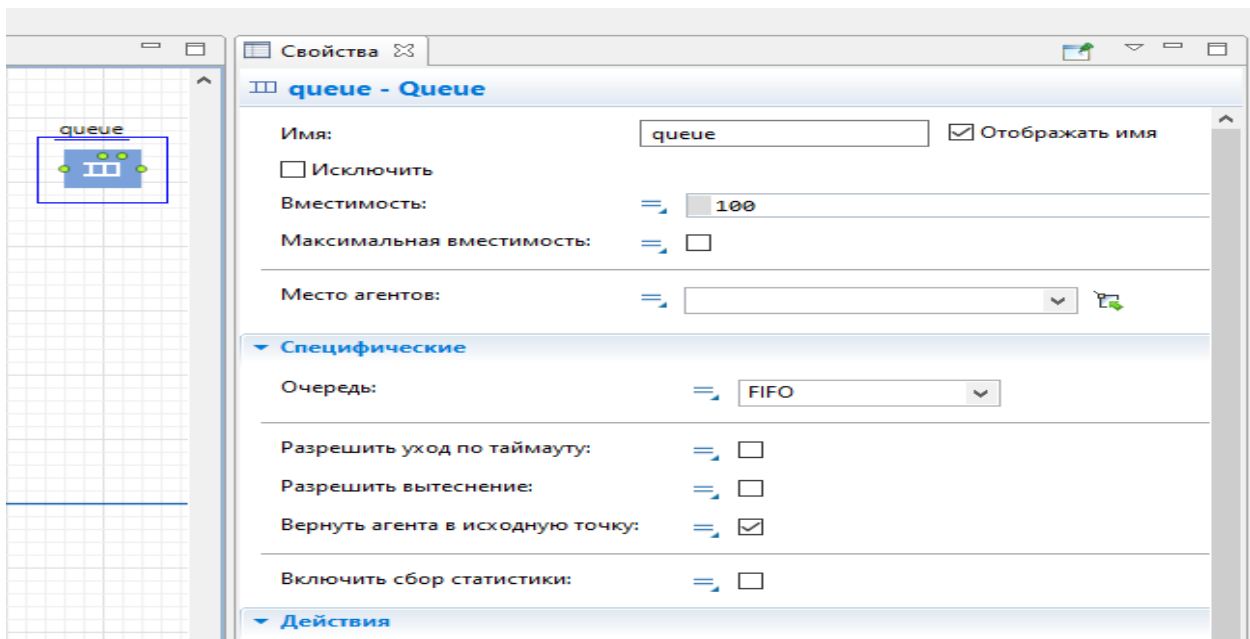 Свойства
queue - Queue
queue
Имя:
queue
Отображать имя
Исключить
Вместимость:
100
Максимальная вместимость:
Место агентов:
Специфические
Очередь:
FIFO
Разрешить уход по таймауту:
Разрешить вытеснение:
Вернуть агента в исходную точку:
Включить сбор статистики:
Действия